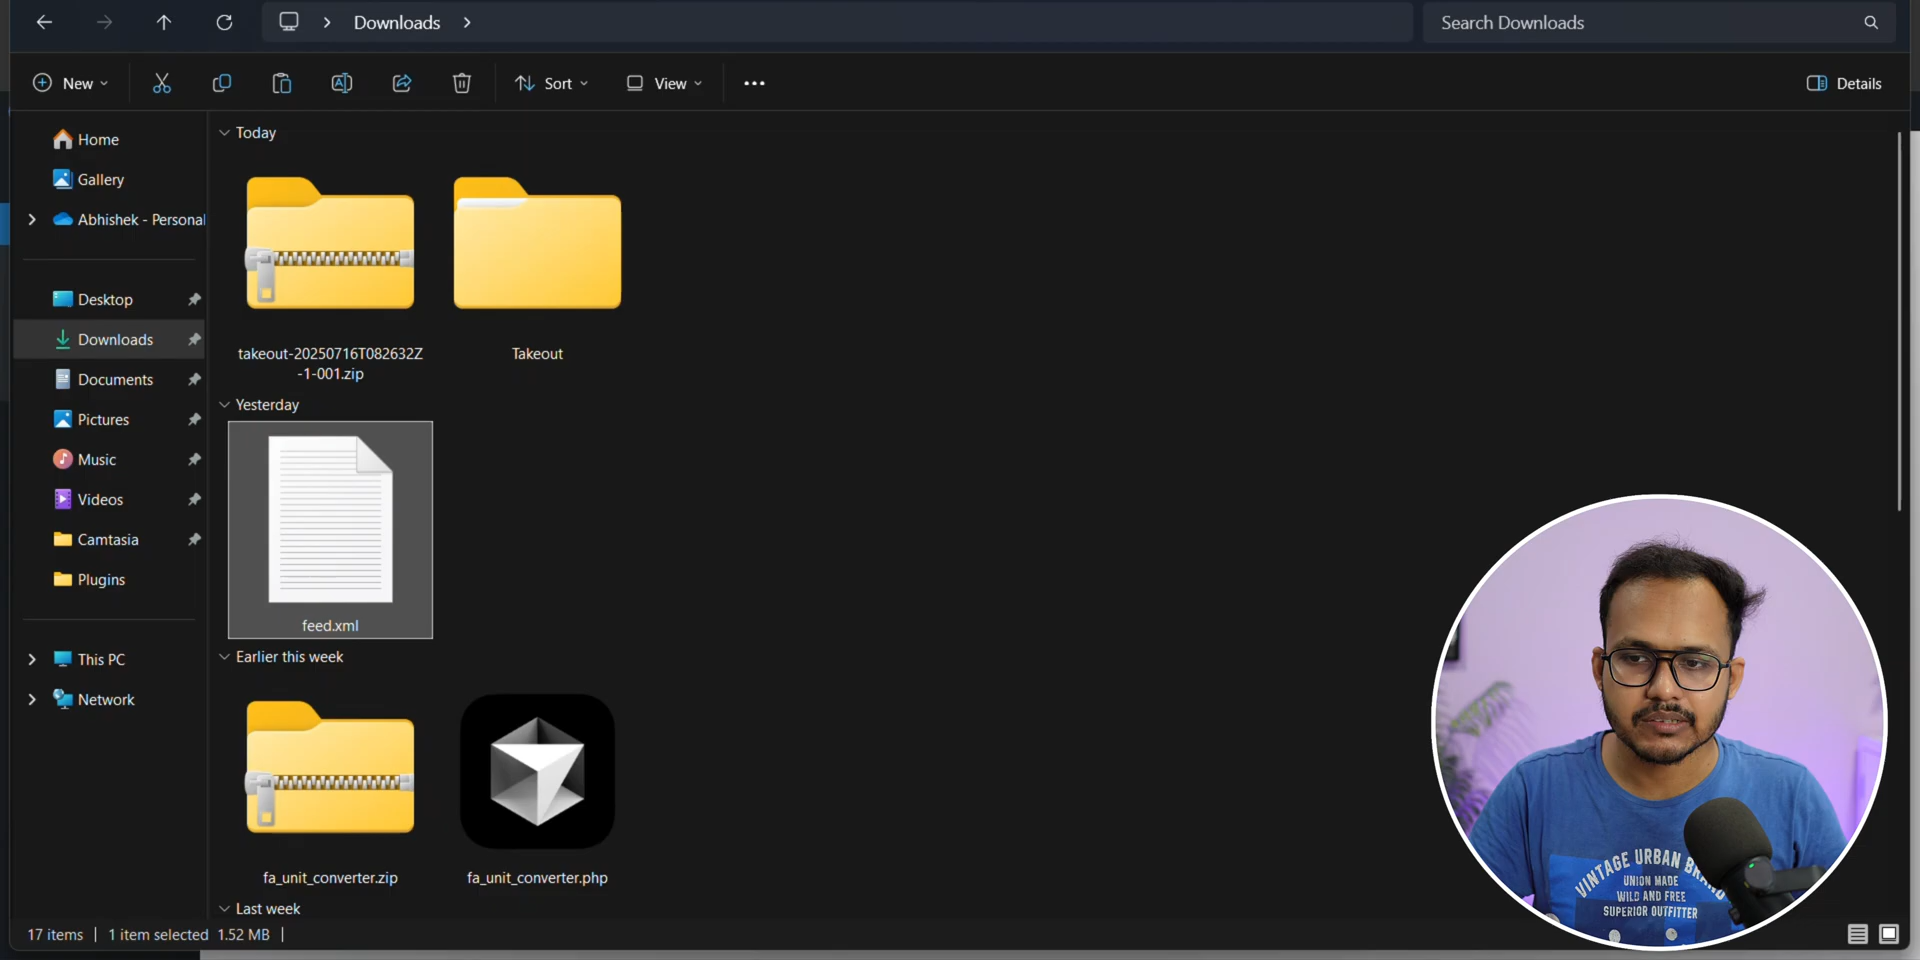 Downloads
Search Downloads
New
Sort
View
Details
Home
Gallery
Abhishek - Personal
Desktop
Downloads
Documents
Pictures
Music
Videos
Camtasia
Plugins
This PC
Network
Today
takeout-20250716T082632Z
-1-001.zip
Takeout
Yesterday
feed.xml
Earlier this week
fa_unit_converter.zip
fa_unit_converter.php
Last week
17 items
1 item selected 1.52 MB
VINTAGE URBAN
UNION MADE
WILD AND FREE
SUPERIOR OUTFITTER